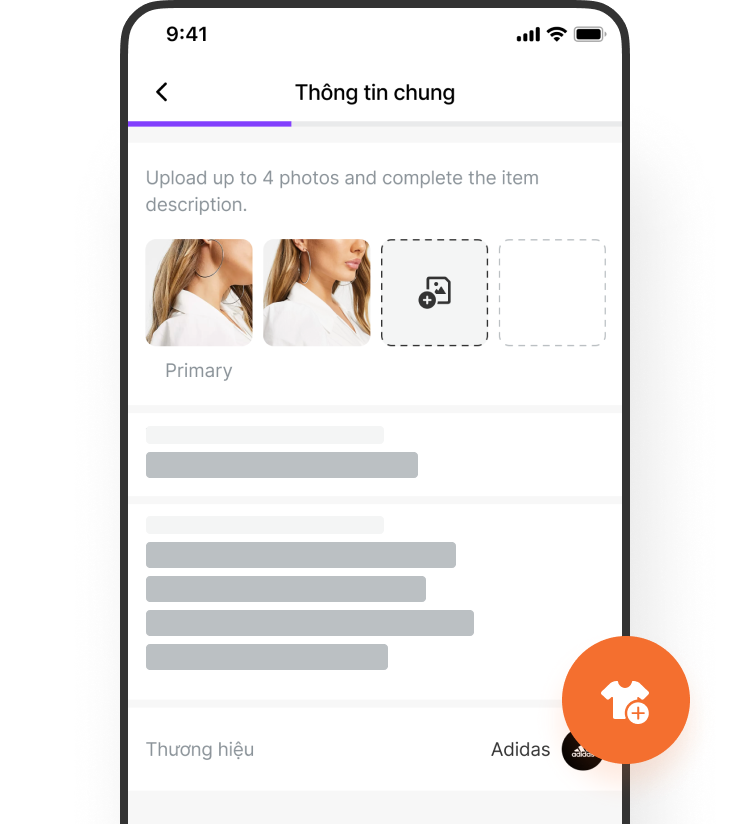 9:41
Thông tin chung
Upload up to 4 photos and complete the item
description.
Primary
Thương hiệu
Adidas
adidas